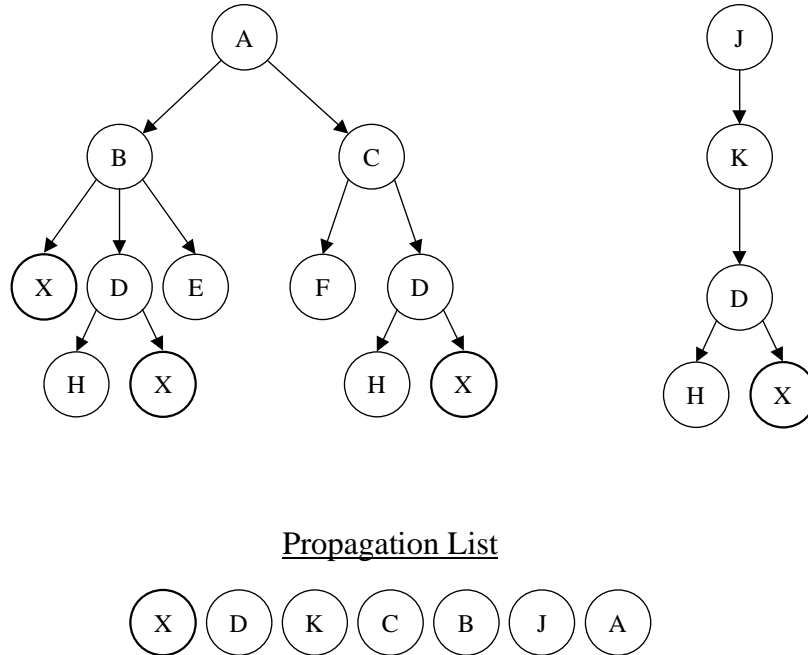 A J
B C K
X D E F D D
H X H X H X
Propagation List
X D K C B J A